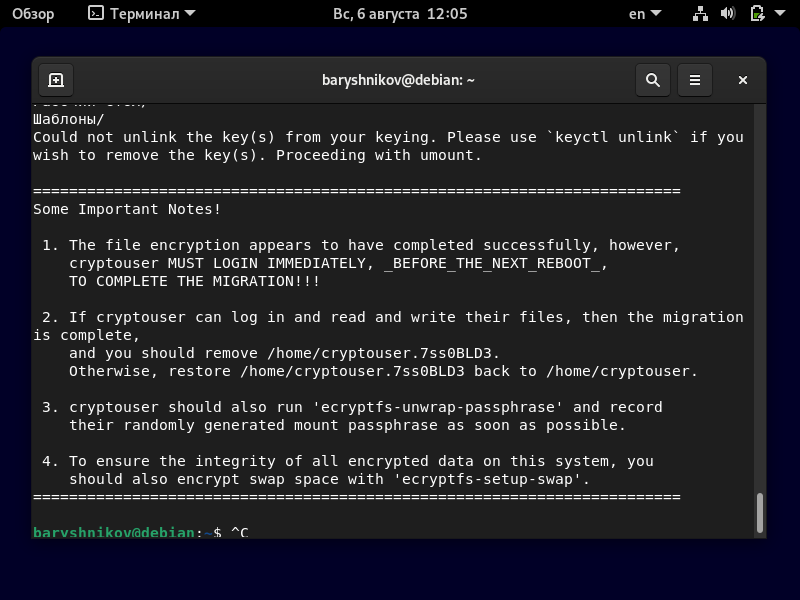 Обзор Терминал Вс, 6 августа 12:05 en
baryshnikov@debian: ~
Шаблоны/
Could not unlink the key(s) from your keying. Please use `keyctl unlink` if you
wish to remove the key(s). Proceeding with umount.
========================================================================
Some Important Notes!
1. The file encryption appears to have completed successfully, however,
cryptouser MUST LOGIN IMMEDIATELY, _BEFORE_THE_NEXT_REBOOT_,
TO COMPLETE THE MIGRATION!!!
2. If cryptouser can log in and read and write their files, then the migration
is complete,
and you should remove /home/cryptouser.7ss0BLD3.
Otherwise, restore /home/cryptouser.7ss0BLD3 back to /home/cryptouser.
3. cryptouser should also run 'ecryptfs-unwrap-passphrase' and record
their randomly generated mount passphrase as soon as possible.
4. To ensure the integrity of all encrypted data on this system, you
should also encrypt swap space with 'ecryptfs-setup-swap'.
========================================================================
baryshnikov@debian:~$ ^C